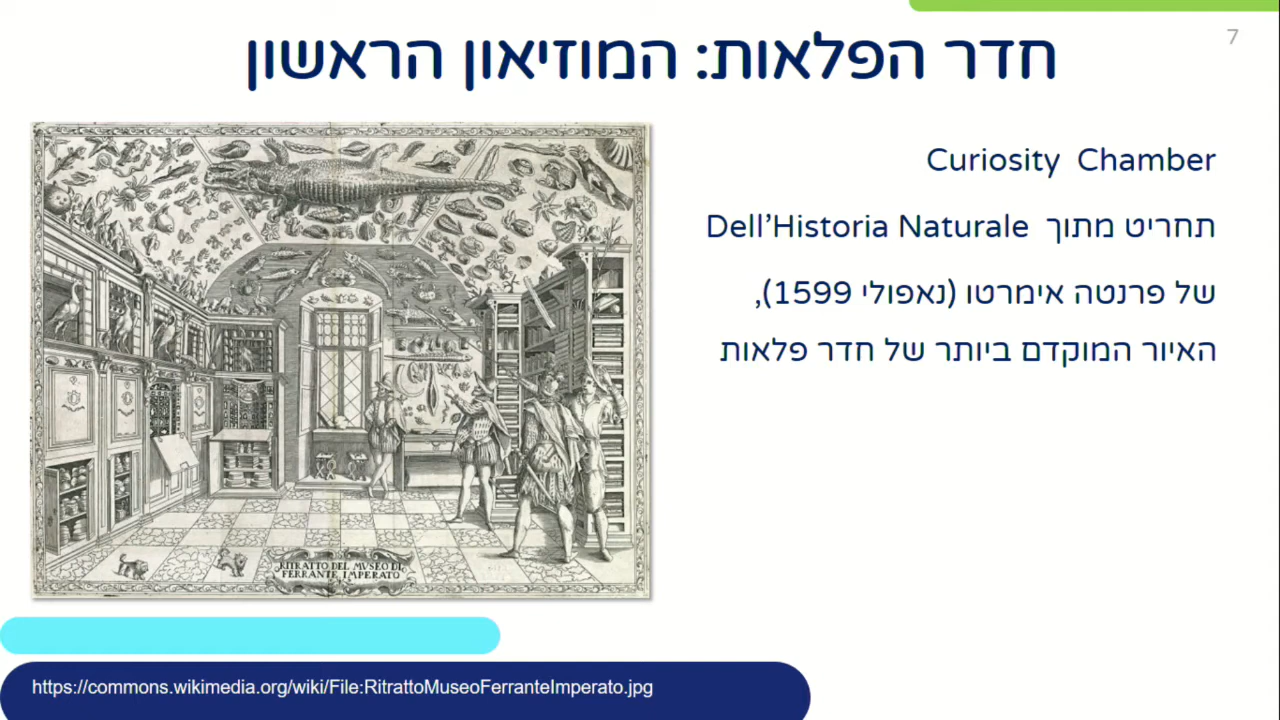 7
חדר הפלאות: המוזיאון הראשון
Curiosity Chamber
תחריט מתוך Dell’Historia Naturale
של פרנטה אימרטו (נאפולי 1599),
האיור המוקדם ביותר של חדר פלאות
RITRATTO DEL MVSEO DI
FERRANTE IMPERATO
https://commons.wikimedia.org/wiki/File:RitrattoMuseoFerranteImperato.jpg